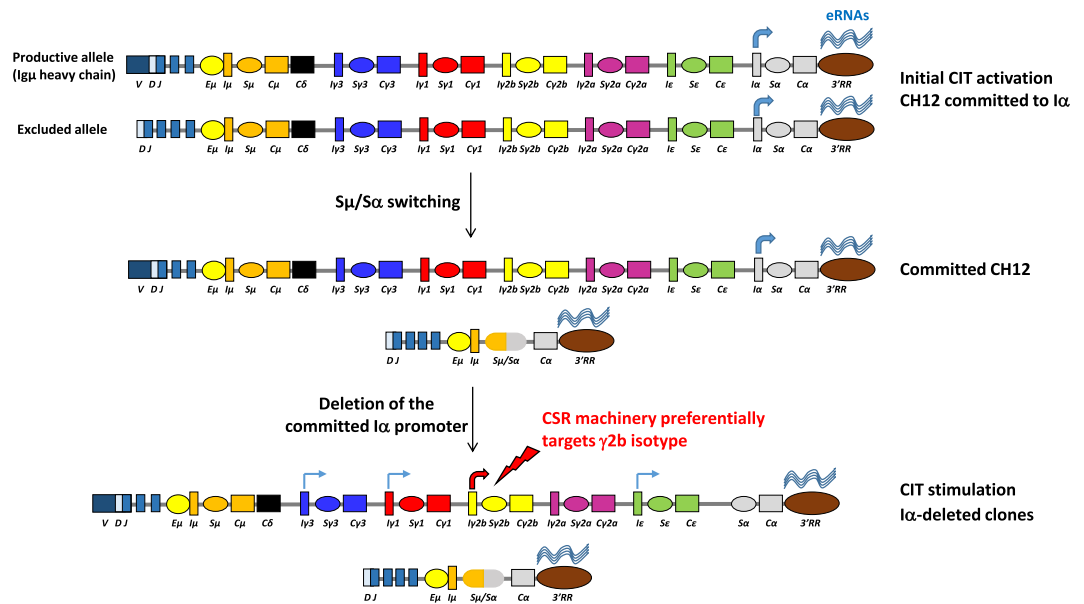 eRNAs
Productive allele
(Igμ heavy chain)
V D J Eμ Iμ Sμ Cμ Cδ Iγ3 Sγ3 Cγ3 Iγ1 Sγ1 Cγ1 Iγ2b Sγ2b Cγ2b Iγ2a Sγ2a Cγ2a Iε Sε Cε Iα Sα Cα 3'RR
Initial CIT activation
CH12 committed to Iα
Excluded allele
D J Eμ Iμ Sμ Cμ Cδ Iγ3 Sγ3 Cγ3 Iγ1 Sγ1 Cγ1 Iγ2b Sγ2b Cγ2b Iγ2a Sγ2a Cγ2a Iε Sε Cε Iα Sα Cα 3'RR
Sμ/Sα switching
Committed CH12
V D J Eμ Iμ Sμ Cμ Cδ Iγ3 Sγ3 Cγ3 Iγ1 Sγ1 Cγ1 Iγ2b Sγ2b Cγ2b Iγ2a Sγ2a Cγ2a Iε Sε Cε Iα Sα Cα 3'RR
D J Eμ Iμ Sμ/Sα Cα 3'RR
Deletion of the
committed Iα promoter
CSR machinery preferentially
targets γ2b isotype
CIT stimulation
Iα-deleted clones
V D J Eμ Iμ Sμ Cμ Cδ Iγ3 Sγ3 Cγ3 Iγ1 Sγ1 Cγ1 Iγ2b Sγ2b Cγ2b Iγ2a Sγ2a Cγ2a Iε Sε Cε Sα Cα 3'RR
D J Eμ Iμ Sμ/Sα Cα 3'RR